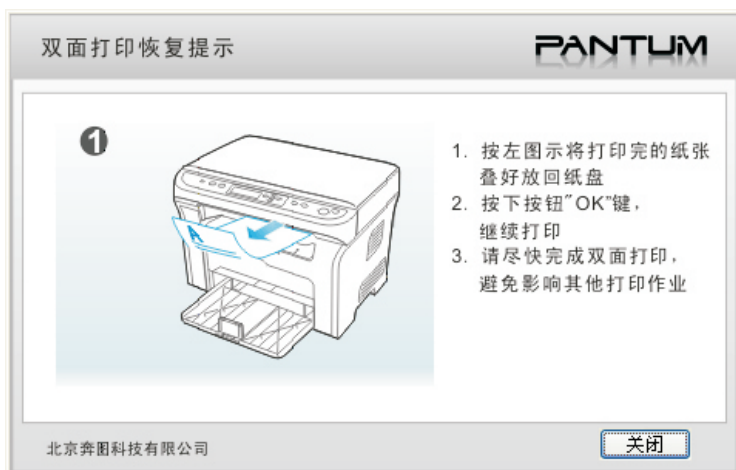 双面打印恢复提示
PANTUM
1
A
1. 按左图示将打印完的纸张
叠好放回纸盘
2. 按下按钮"OK"键，
继续打印
3. 请尽快完成双面打印，
避免影响其他打印作业
北京奔图科技有限公司
关闭